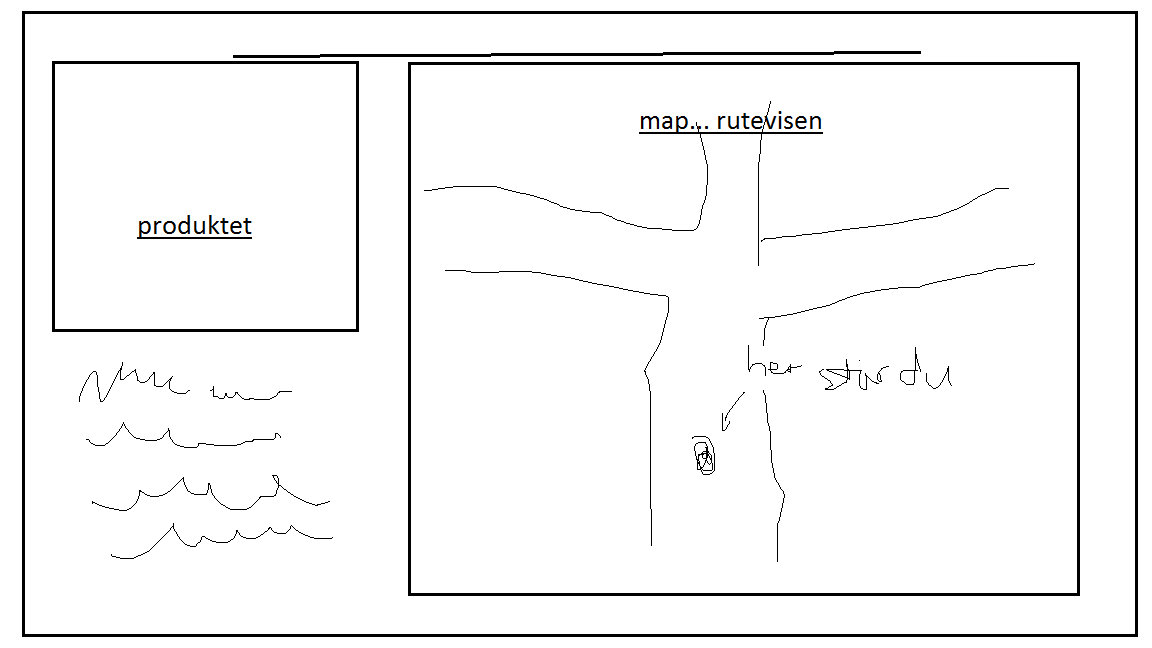 map... rutevisen
produktet
her står du